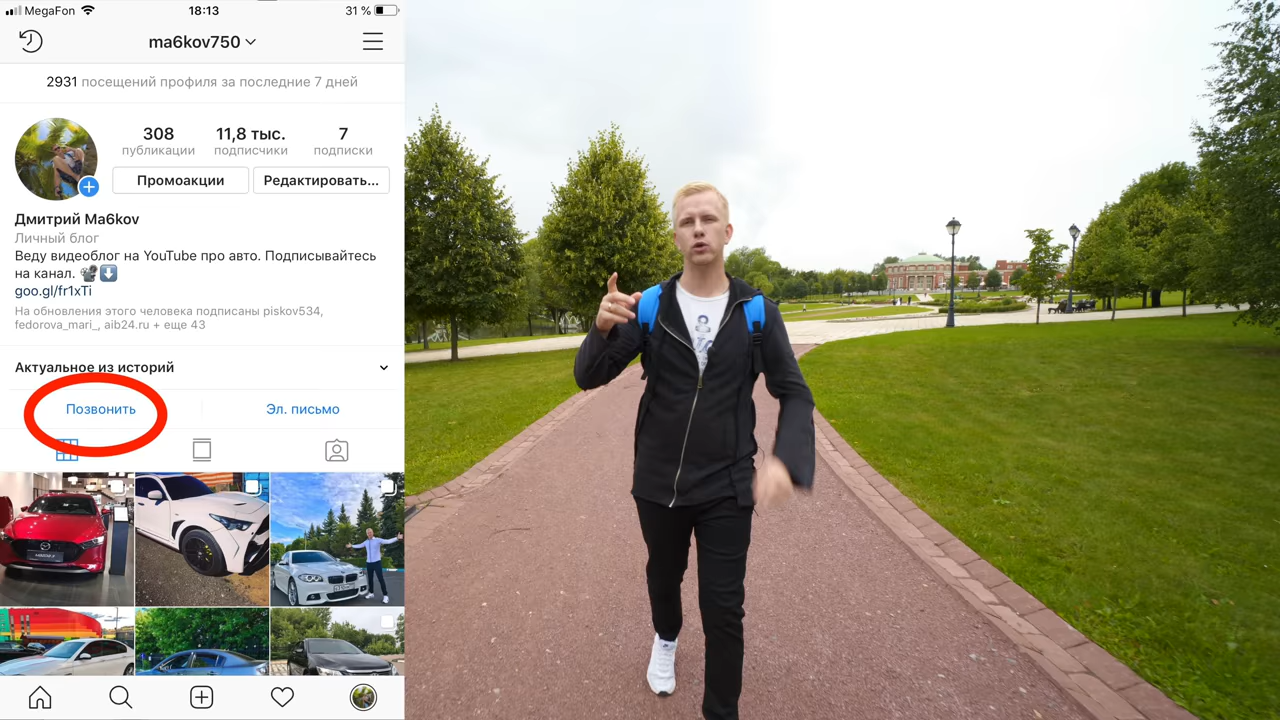 MegaFon
18:13
31 %
ma6kov750
2931 посещений профиля за последние 7 дней
308
11,8 тыс.
7
публикации
подписчики
подписки
Промоакции
Редактировать...
Дмитрий Ma6kov
Личный блог
Веду видеоблог на YouTube про авто. Подписывайтесь
на канал. 📽⬇️
goo.gl/fr1xTi
На обновления этого человека подписаны piskov534,
fedorova_mari_, aib24.ru + еще 43
Актуальное из историй
Позвонить
Эл. письмо